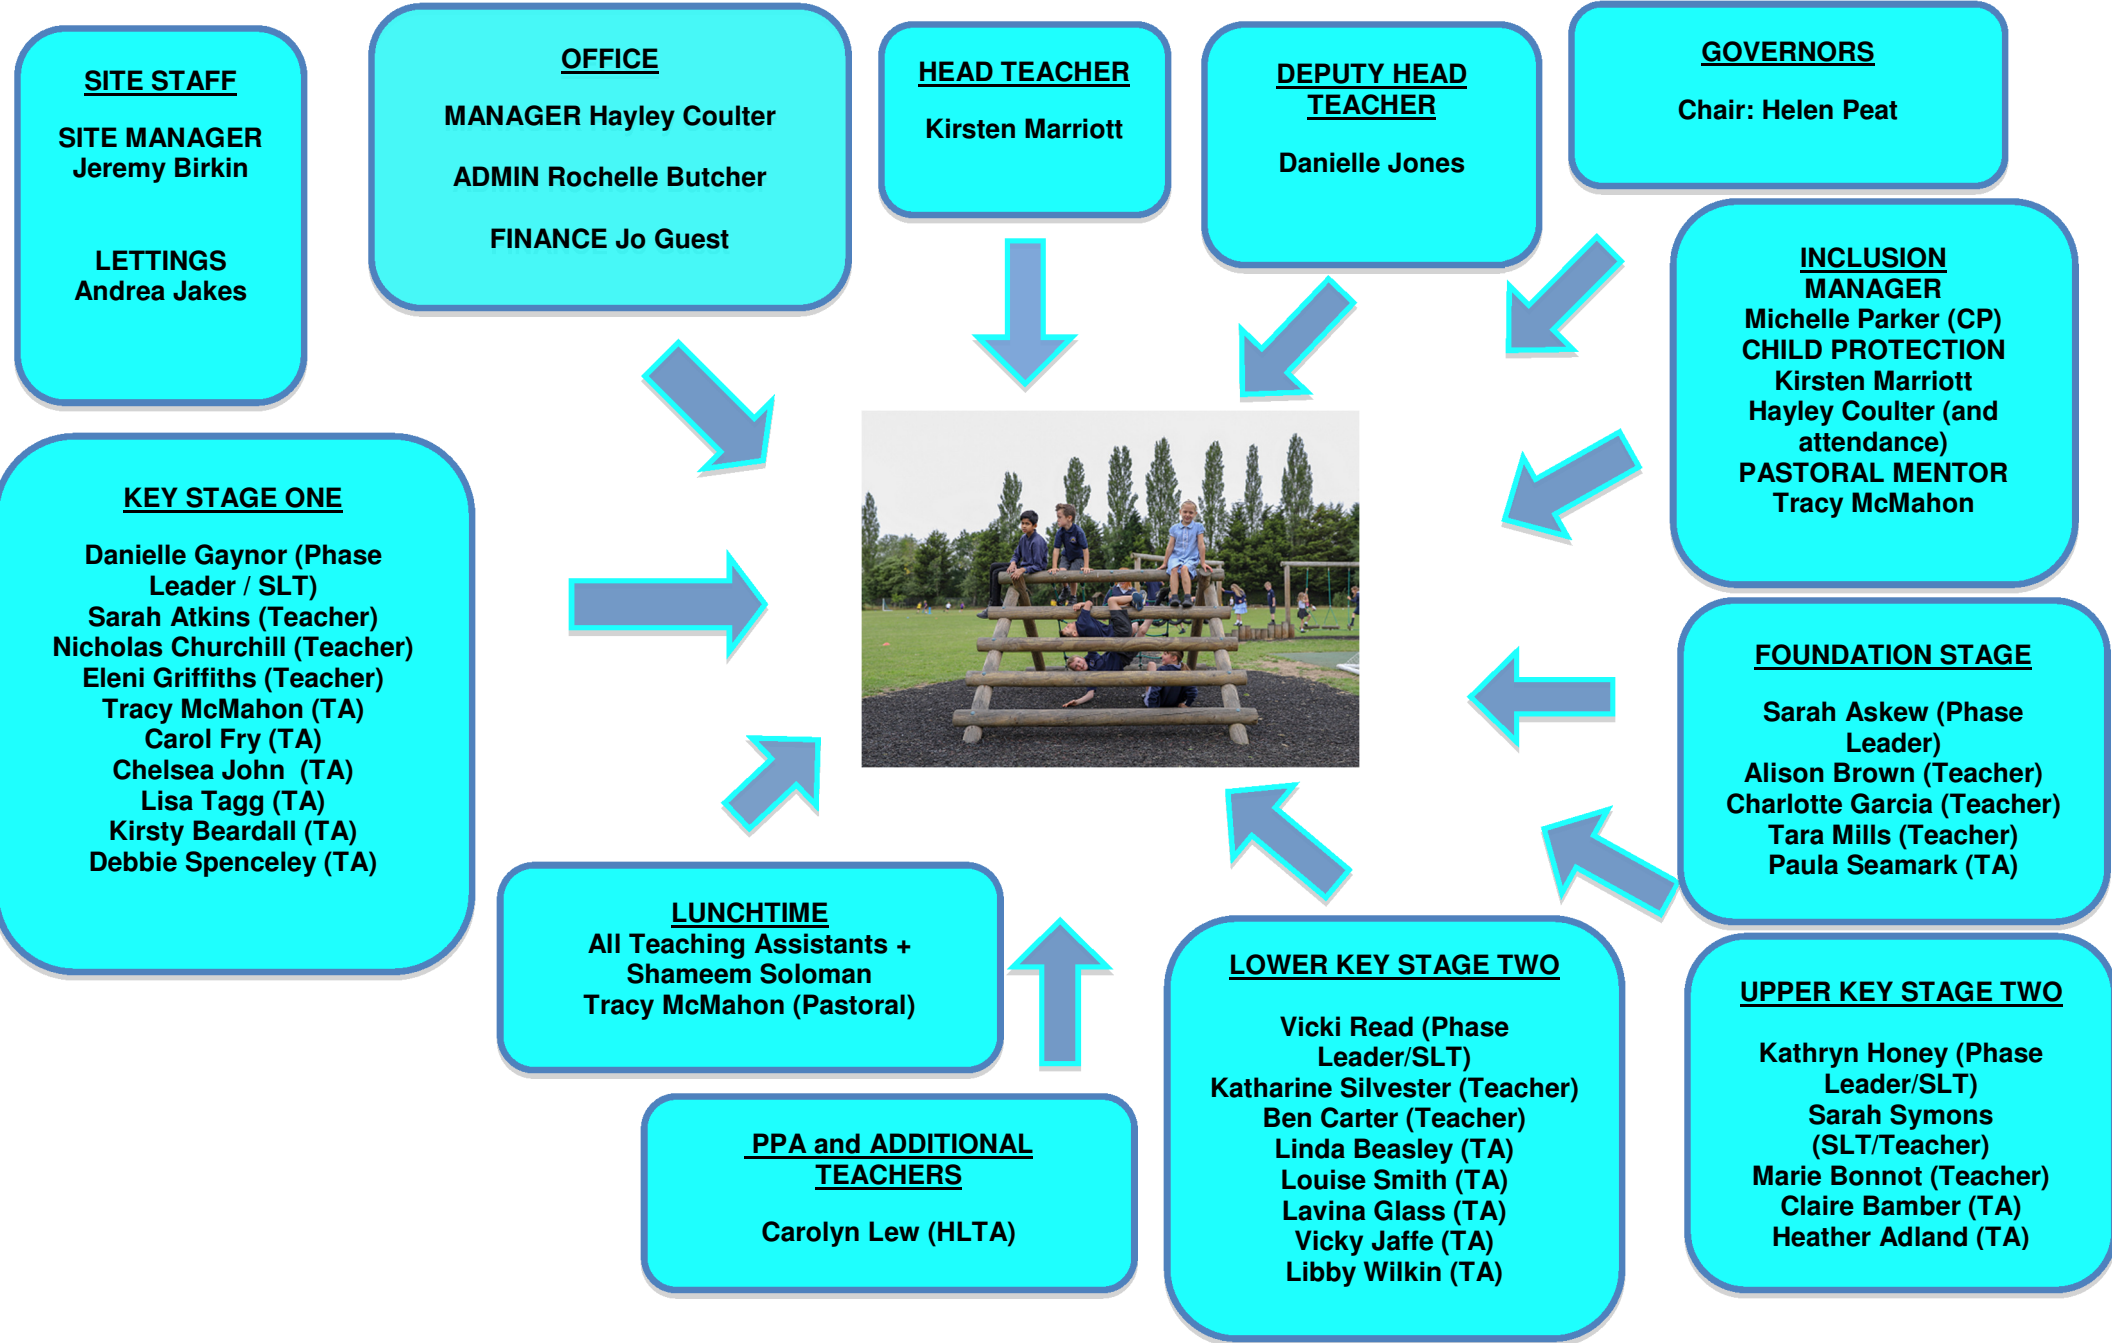 SITE STAFF
SITE MANAGER
Jeremy Birkin
LETTINGS
Andrea Jakes
OFFICE
MANAGER Hayley Coulter
ADMIN Rochelle Butcher
FINANCE Jo Guest
HEAD TEACHER
Kirsten Marriott
DEPUTY HEAD
TEACHER
Danielle Jones
GOVERNORS
Chair: Helen Peat
INCLUSION
MANAGER
Michelle Parker (CP)
CHILD PROTECTION
Kirsten Marriott
Hayley Coulter (and
attendance)
PASTORAL MENTOR
Tracy McMahon
KEY STAGE ONE
Danielle Gaynor (Phase
Leader / SLT)
Sarah Atkins (Teacher)
Nicholas Churchill (Teacher)
Eleni Griffiths (Teacher)
Tracy McMahon (TA)
Carol Fry (TA)
Chelsea John  (TA)
Lisa Tagg (TA)
Kirsty Beardall (TA)
Debbie Spenceley (TA)
FOUNDATION STAGE
Sarah Askew (Phase
Leader)
Alison Brown (Teacher)
Charlotte Garcia (Teacher)
Tara Mills (Teacher)
Paula Seamark (TA)
LUNCHTIME
All Teaching Assistants +
Shameem Soloman
Tracy McMahon (Pastoral)
PPA and ADDITIONAL
TEACHERS
Carolyn Lew (HLTA)
LOWER KEY STAGE TWO
Vicki Read (Phase
Leader/SLT)
Katharine Silvester (Teacher)
Ben Carter (Teacher)
Linda Beasley (TA)
Louise Smith (TA)
Lavina Glass (TA)
Vicky Jaffe (TA)
Libby Wilkin (TA)
UPPER KEY STAGE TWO
Kathryn Honey (Phase
Leader/SLT)
Sarah Symons
(SLT/Teacher)
Marie Bonnot (Teacher)
Claire Bamber (TA)
Heather Adland (TA)